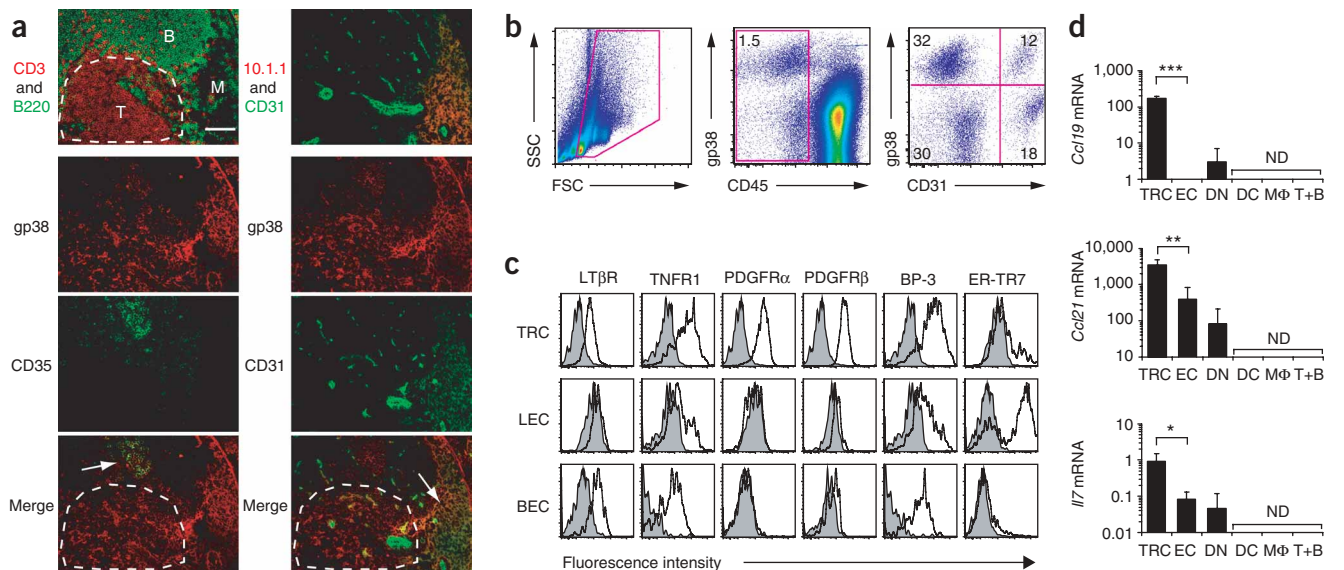 a
CD3
and
B220
B
T
M
10.1.1
and
CD31
gp38
gp38
CD35
CD31
Merge
Merge
b
SSC
FSC
1.5
gp38
CD45
32
12
30
18
gp38
CD31
c
LTβR
TNFR1
PDGFRα
PDGFRβ
BP-3
ER-TR7
TRC
LEC
BEC
Fluorescence intensity
d
Ccl19 mRNA
1,000
100
10
1
***
ND
TRC EC DN DC MΦ T+B
Ccl21 mRNA
10,000
1,000
100
10
**
ND
TRC EC DN DC MΦ T+B
Il7 mRNA
10
1
0.1
0.01
*
ND
TRC EC DN DC MΦ T+B